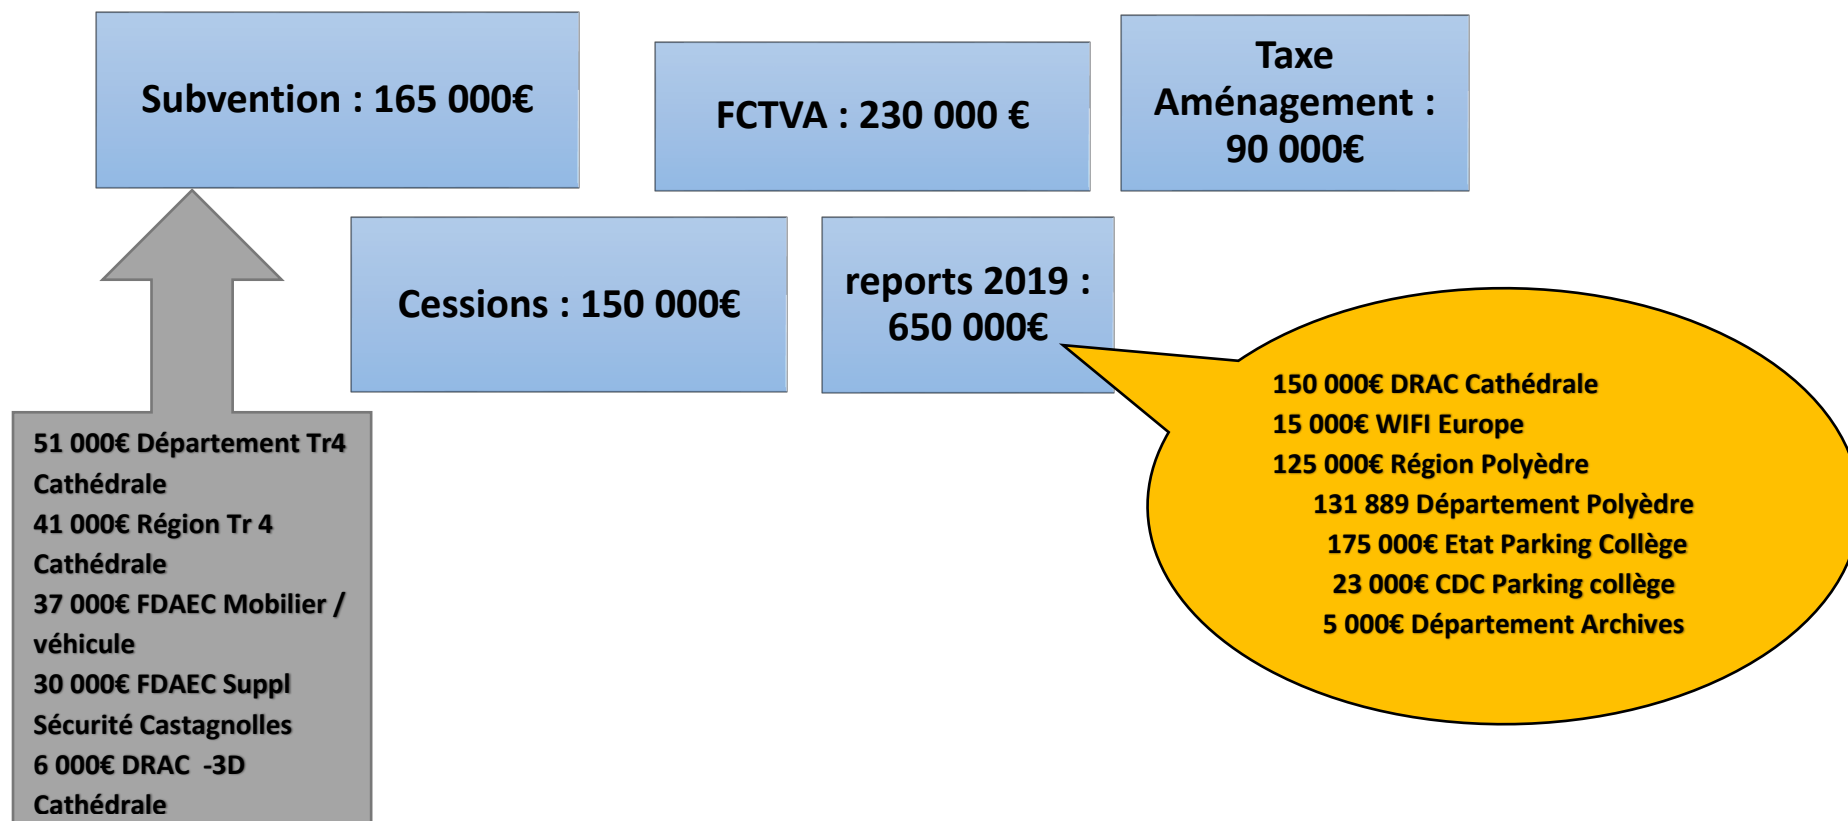 Subvention : 165 000€
FCTVA : 230 000 €
Taxe
Aménagement :
90 000€
Cessions : 150 000€
reports 2019 :
650 000€
51 000€ Département Tr4
Cathédrale
41 000€ Région Tr 4
Cathédrale
37 000€ FDAEC Mobilier /
véhicule
30 000€ FDAEC Suppl
Sécurité Castagnolles
6 000€ DRAC -3D
Cathédrale
150 000€ DRAC Cathédrale
15 000€ WIFI Europe
125 000€ Région Polyèdre
131 889 Département Polyèdre
175 000€ Etat Parking Collège
23 000€ CDC Parking collège
5 000€ Département Archives